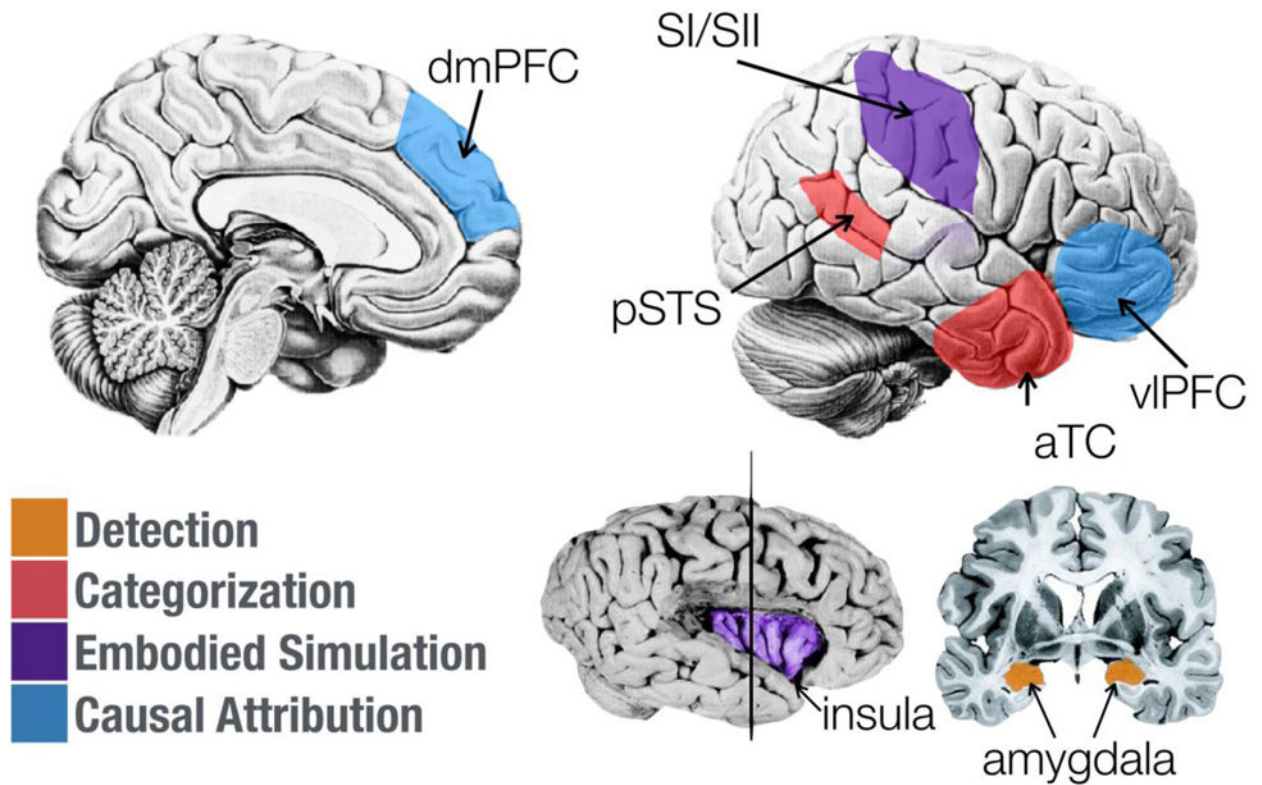 dmPFC
SI/SII
pSTS
vlPFC
aTC
Detection
Categorization
Embodied Simulation
Causal Attribution
insula
amygdala